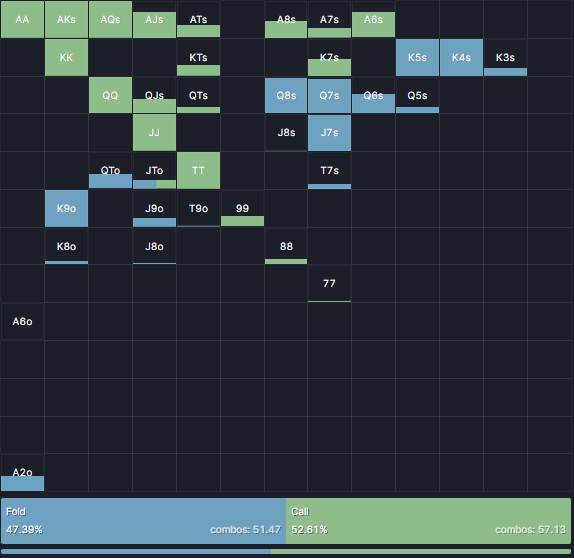 AA AKs AQs AJs ATs A8s A7s A6s
KK KTs K7s K5s K4s K3s
QQ QJs QTs Q8s Q7s Q6s Q5s
JJ J8s J7s
QTo JTo TT T7s
K9o J9o T9o 99
K8o J8o 88
77
A6o
A2o
Fold Call
47.39% combos: 51.47 52.61% combos: 57.13